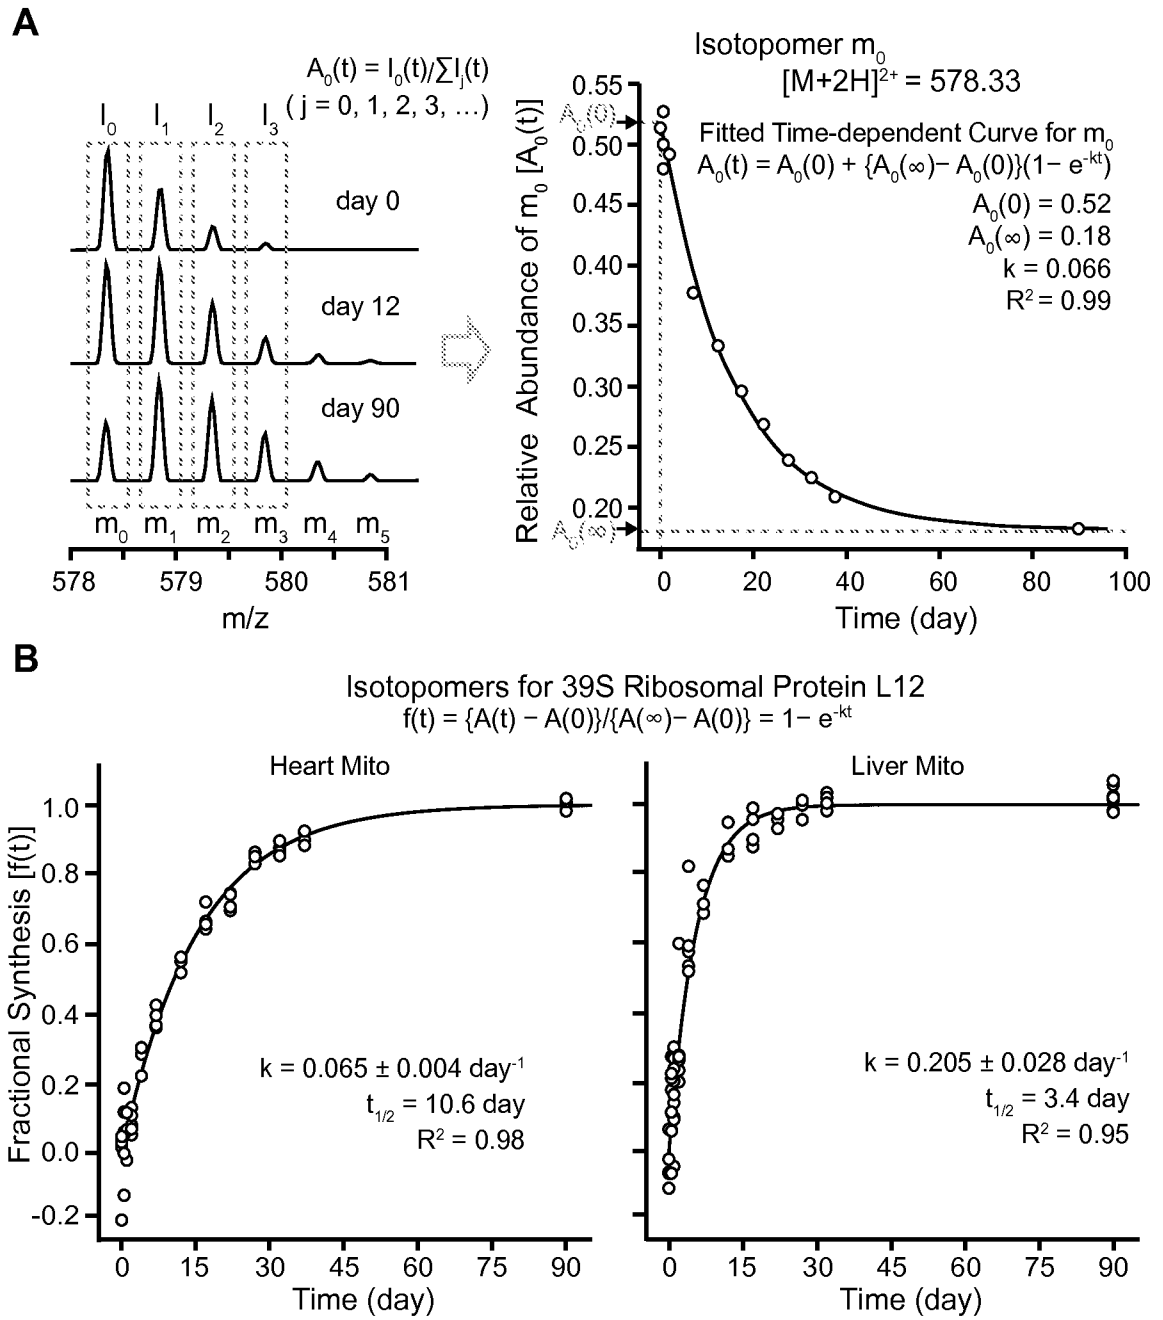 A
A₀(t) = I₀(t)/∑Iⱼ(t)
( j = 0, 1, 2, 3, …)
I₀ I₁ I₂ I₃
day 0
day 12
day 90
m₀ m₁ m₂ m₃ m₄ m₅
578 579 580 581
m/z
Isotopomer m₀
[M+2H]²⁺ = 578.33
Relative Abundance of m₀ [A₀(t)]
0.55
0.50
0.45
0.40
0.35
0.30
0.25
0.20
A₀(0)
A₀(∞)
Fitted Time-dependent Curve for m₀
A₀(t) = A₀(0) + {A₀(∞)− A₀(0)}(1− e⁻ᵏᵗ)
A₀(0) = 0.52
A₀(∞) = 0.18
k = 0.066
R² = 0.99
0 20 40 60 80 100
Time (day)
B
Isotopomers for 39S Ribosomal Protein L12
f(t) = {A(t) − A(0)}/{A(∞)− A(0)} = 1− e⁻ᵏᵗ
Heart Mito
Fractional Synthesis [f(t)]
1.0
0.8
0.6
0.4
0.2
0.0
-0.2
k = 0.065 ± 0.004 day⁻¹
t₁/₂ = 10.6 day
R² = 0.98
0 15 30 45 60 75 90
Time (day)
Liver Mito
k = 0.205 ± 0.028 day⁻¹
t₁/₂ = 3.4 day
R² = 0.95
0 15 30 45 60 75 90
Time (day)